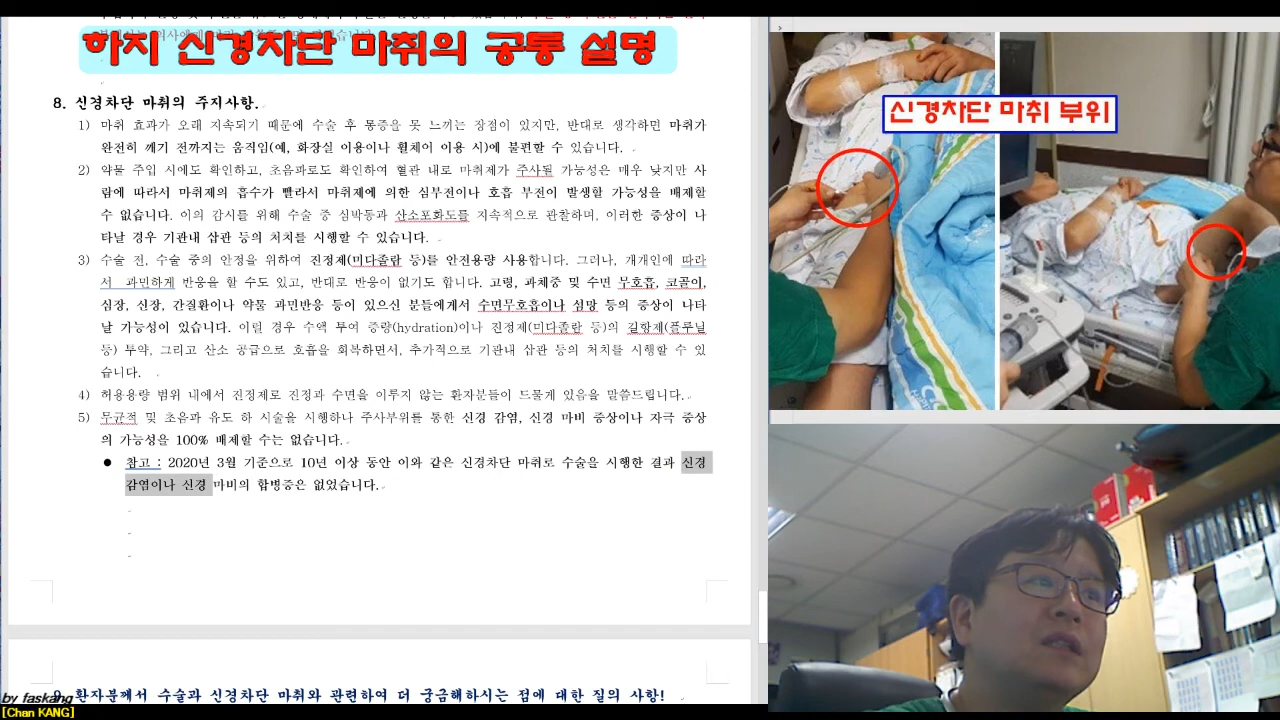 하지 신경차단 마취의 공통 설명
8. 신경차단 마취의 주지사항.
1) 마취 효과가 오래 지속되기 때문에 수술 후 통증을 못 느끼는 장점이 있지만, 반대로 생각하면 마취가
완전히 깨기 전까지는 움직임(예, 화장실 이용이나 휠체어 이용 시)에 불편할 수 있습니다.
2) 약물 주입 시에도 확인하고, 초음파로도 확인하여 혈관 내로 마취제가 주사될 가능성은 매우 낮지만 사
람에 따라서 마취제의 흡수가 빨라서 마취제에 의한 심부전이나 호흡 부전이 발생할 가능성을 배제할
수 없습니다. 이의 감시를 위해 수술 중 심박동과 산소포화도를 지속적으로 관찰하며, 이러한 증상이 나
타날 경우 기관내 삽관 등의 처치를 시행할 수 있습니다.
3) 수술 전, 수술 중의 안정을 위하여 진정제(미다졸람 등)를 안전용량 사용합니다. 그러나, 개개인에 따라
서 과민하게 반응을 할 수도 있고, 반대로 반응이 없기도 합니다. 고령, 과체중 및 수면 무호흡, 코골이,
심장, 신장, 간질환이나 약물 과민반응 등이 있으신 분들에게서 수면무호흡이나 섬망 등의 증상이 나타
날 가능성이 있습니다. 이럴 경우 수액 투여 증량(hydration)이나 진정제(미다졸람 등)의 길항제(플루닐
등) 투약, 그리고 산소 공급으로 호흡을 회복하면서, 추가적으로 기관내 삽관 등의 처치를 시행할 수 있
습니다.
4) 허용용량 범위 내에서 진정제로 진정과 수면을 이루지 않는 환자분들이 드물게 있음을 말씀드립니다.
5) 무균적 및 초음파 유도 하 시술을 시행하나 주사부위를 통한 신경 감염, 신경 마비 증상이나 자극 증상
의 가능성을 100% 배제할 수는 없습니다.
● 참고 : 2020년 3월 기준으로 10년 이상 동안 이와 같은 신경차단 마취로 수술을 시행한 결과 신경
감염이나 신경 마비의 합병증은 없었습니다.
9. 환자분께서 수술과 신경차단 마취와 관련하여 더 궁금해하시는 점에 대한 질의 사항!
by faskang
[Chan KANG]
신경차단 마취 부위